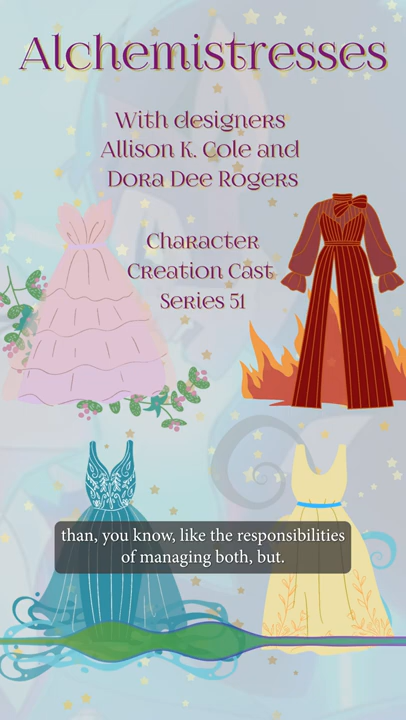 Alchemistresses
With designers
Allison K. Cole and
Dora Dee Rogers
Character
Creation Cast
Series 51
than, you know, like the responsibilities
of managing both, but.